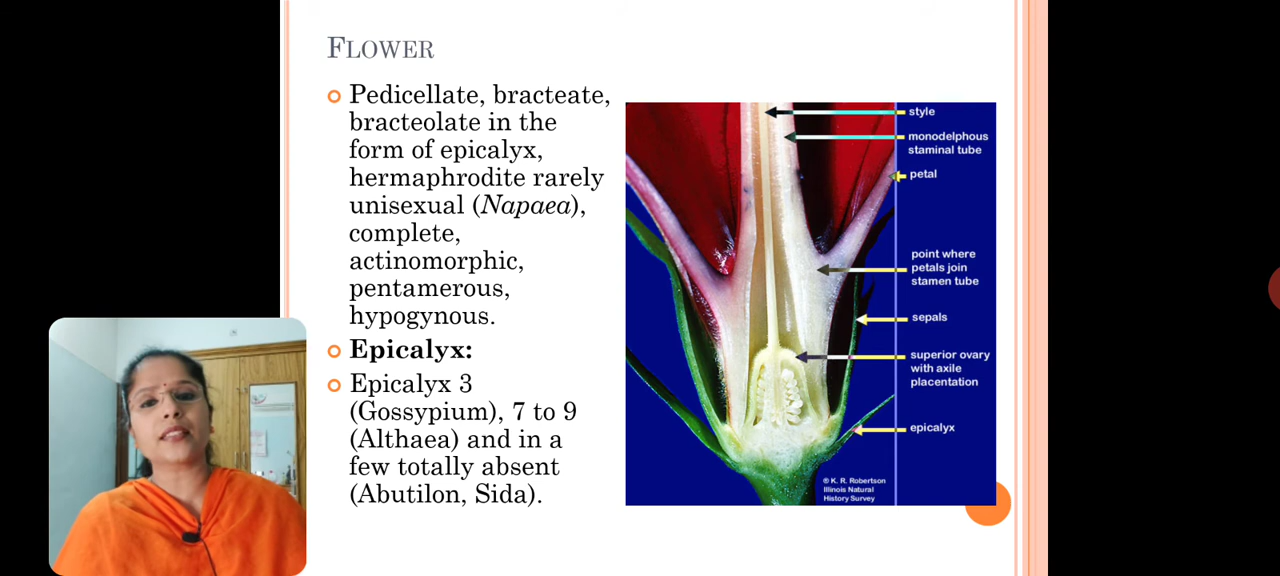 FLOWER
Pedicellate, bracteate,
bracteolate in the
form of epicalyx,
hermaphrodite rarely
unisexual (Napaea),
complete,
actinomorphic,
pentamerous,
hypogynous.
Epicalyx:
Epicalyx 3
(Gossypium), 7 to 9
(Althaea) and in a
few totally absent
(Abutilon, Sida).
style
monodelphous
staminal tube
petal
point where
petals join
stamen tube
sepals
superior ovary
with axile
placentation
epicalyx
© K. R. Robertson
Illinois Natural
History Survey